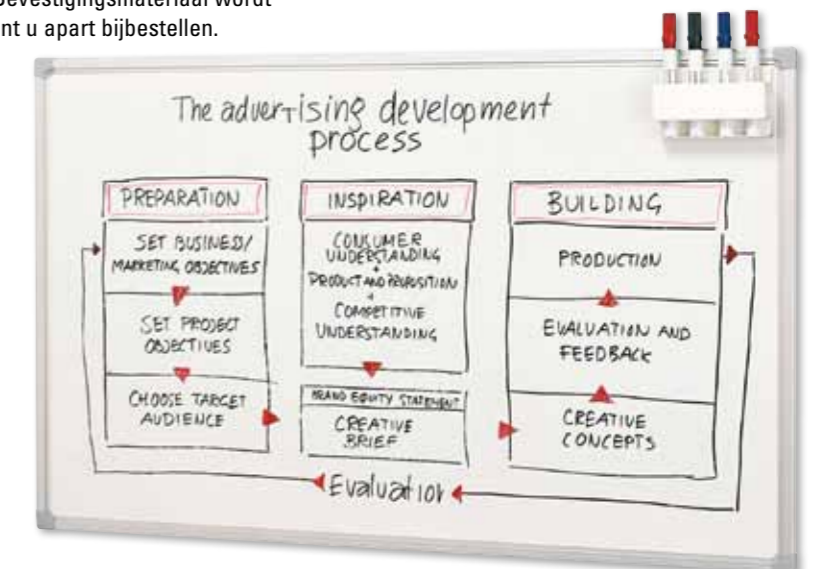 Bevestigingsmateriaal wordt
nt u apart bijbestellen.
The advertising development
process
PREPARATION
SET BUSINESS/
MARKETING OBJECTIVES
SET PROJECT
OBJECTIVES
CHOOSE TARGET
AUDIENCE
INSPIRATION
CONSUMER
UNDERSTANDING
+
PRODUCT AND PROPOSITION
+
COMPETITIVE
UNDERSTANDING
BRAND EQUITY STATEMENT
CREATIVE
BRIEF
BUILDING
PRODUCTION
EVALUATION AND
FEEDBACK
CREATIVE
CONCEPTS
Evaluation